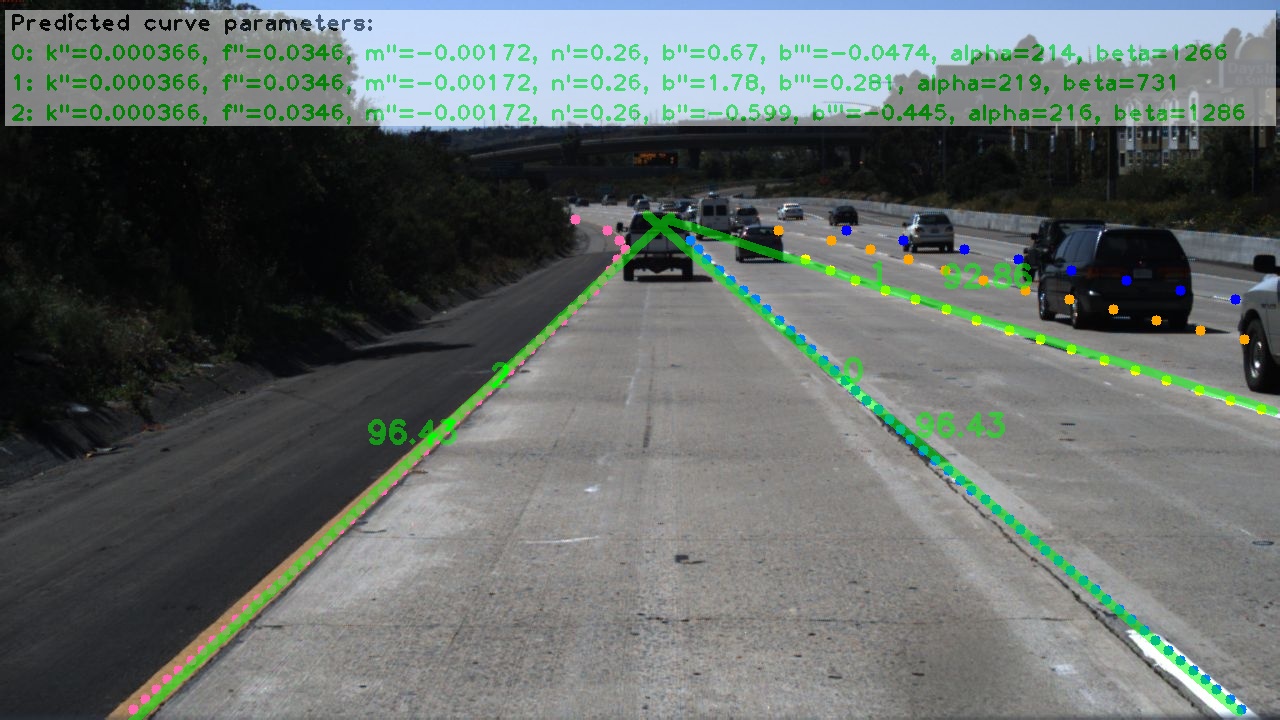 Predicted curve parameters:
0: k''=0.000366, f''=0.0346, m''=-0.00172, n'=0.26, b''=0.67, b'''=-0.0474, alpha=214, beta=1266
1: k''=0.000366, f''=0.0346, m''=-0.00172, n'=0.26, b''=1.78, b'''=0.281, alpha=219, beta=731
2: k''=0.000366, f''=0.0346, m''=-0.00172, n'=0.26, b''=-0.599, b'''=-0.445, alpha=216, beta=1286
1 92.86
2
0
96.43
96.43